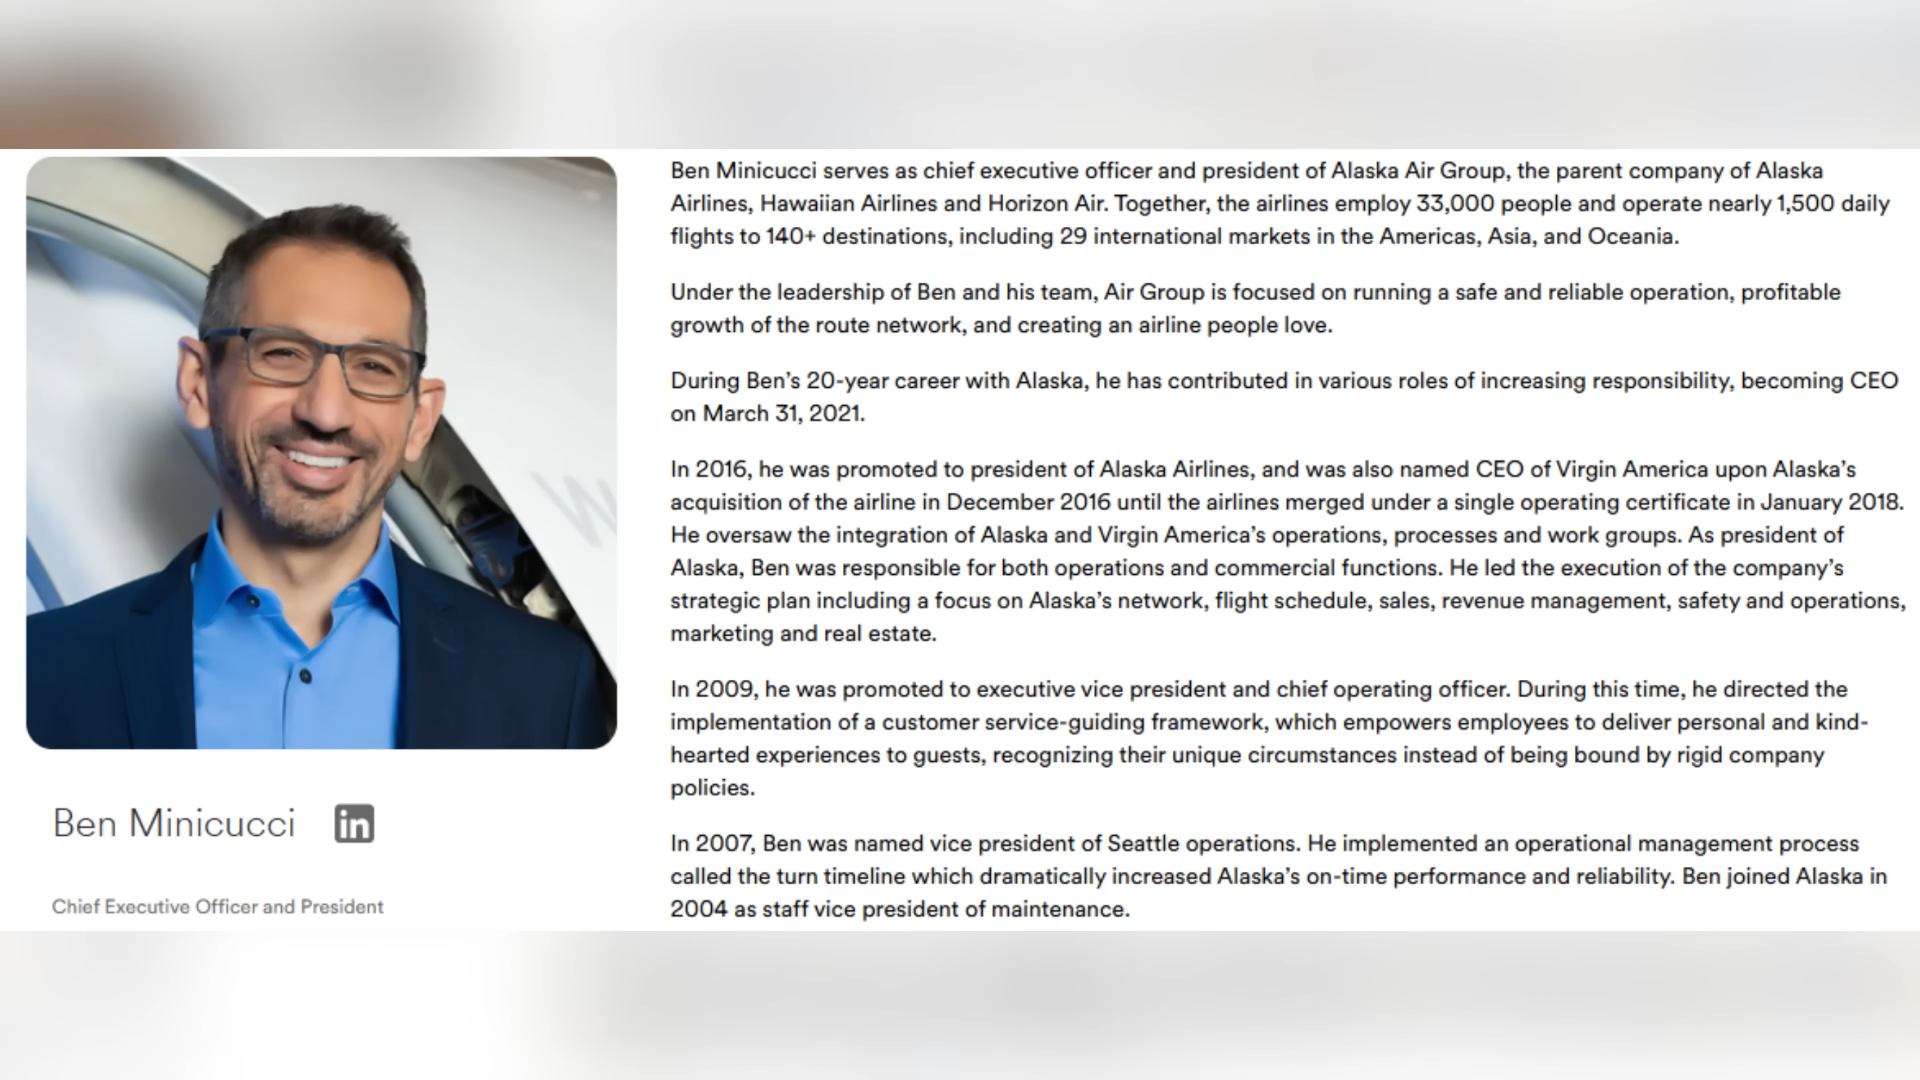 Ben Minicucci serves as chief executive officer and president of Alaska Air Group, the parent company of Alaska
Airlines, Hawaiian Airlines and Horizon Air. Together, the airlines employ 33,000 people and operate nearly 1,500 daily
flights to 140+ destinations, including 29 international markets in the Americas, Asia, and Oceania.
Under the leadership of Ben and his team, Air Group is focused on running a safe and reliable operation, profitable
growth of the route network, and creating an airline people love.
During Ben’s 20-year career with Alaska, he has contributed in various roles of increasing responsibility, becoming CEO
on March 31, 2021.
In 2016, he was promoted to president of Alaska Airlines, and was also named CEO of Virgin America upon Alaska’s
acquisition of the airline in December 2016 until the airlines merged under a single operating certificate in January 2018.
He oversaw the integration of Alaska and Virgin America’s operations, processes and work groups. As president of
Alaska, Ben was responsible for both operations and commercial functions. He led the execution of the company’s
strategic plan including a focus on Alaska’s network, flight schedule, sales, revenue management, safety and operations,
marketing and real estate.
In 2009, he was promoted to executive vice president and chief operating officer. During this time, he directed the
implementation of a customer service-guiding framework, which empowers employees to deliver personal and kind-
hearted experiences to guests, recognizing their unique circumstances instead of being bound by rigid company
policies.
In 2007, Ben was named vice president of Seattle operations. He implemented an operational management process
called the turn timeline which dramatically increased Alaska’s on-time performance and reliability. Ben joined Alaska in
2004 as staff vice president of maintenance.
W
Ben Minicucci in
Chief Executive Officer and President